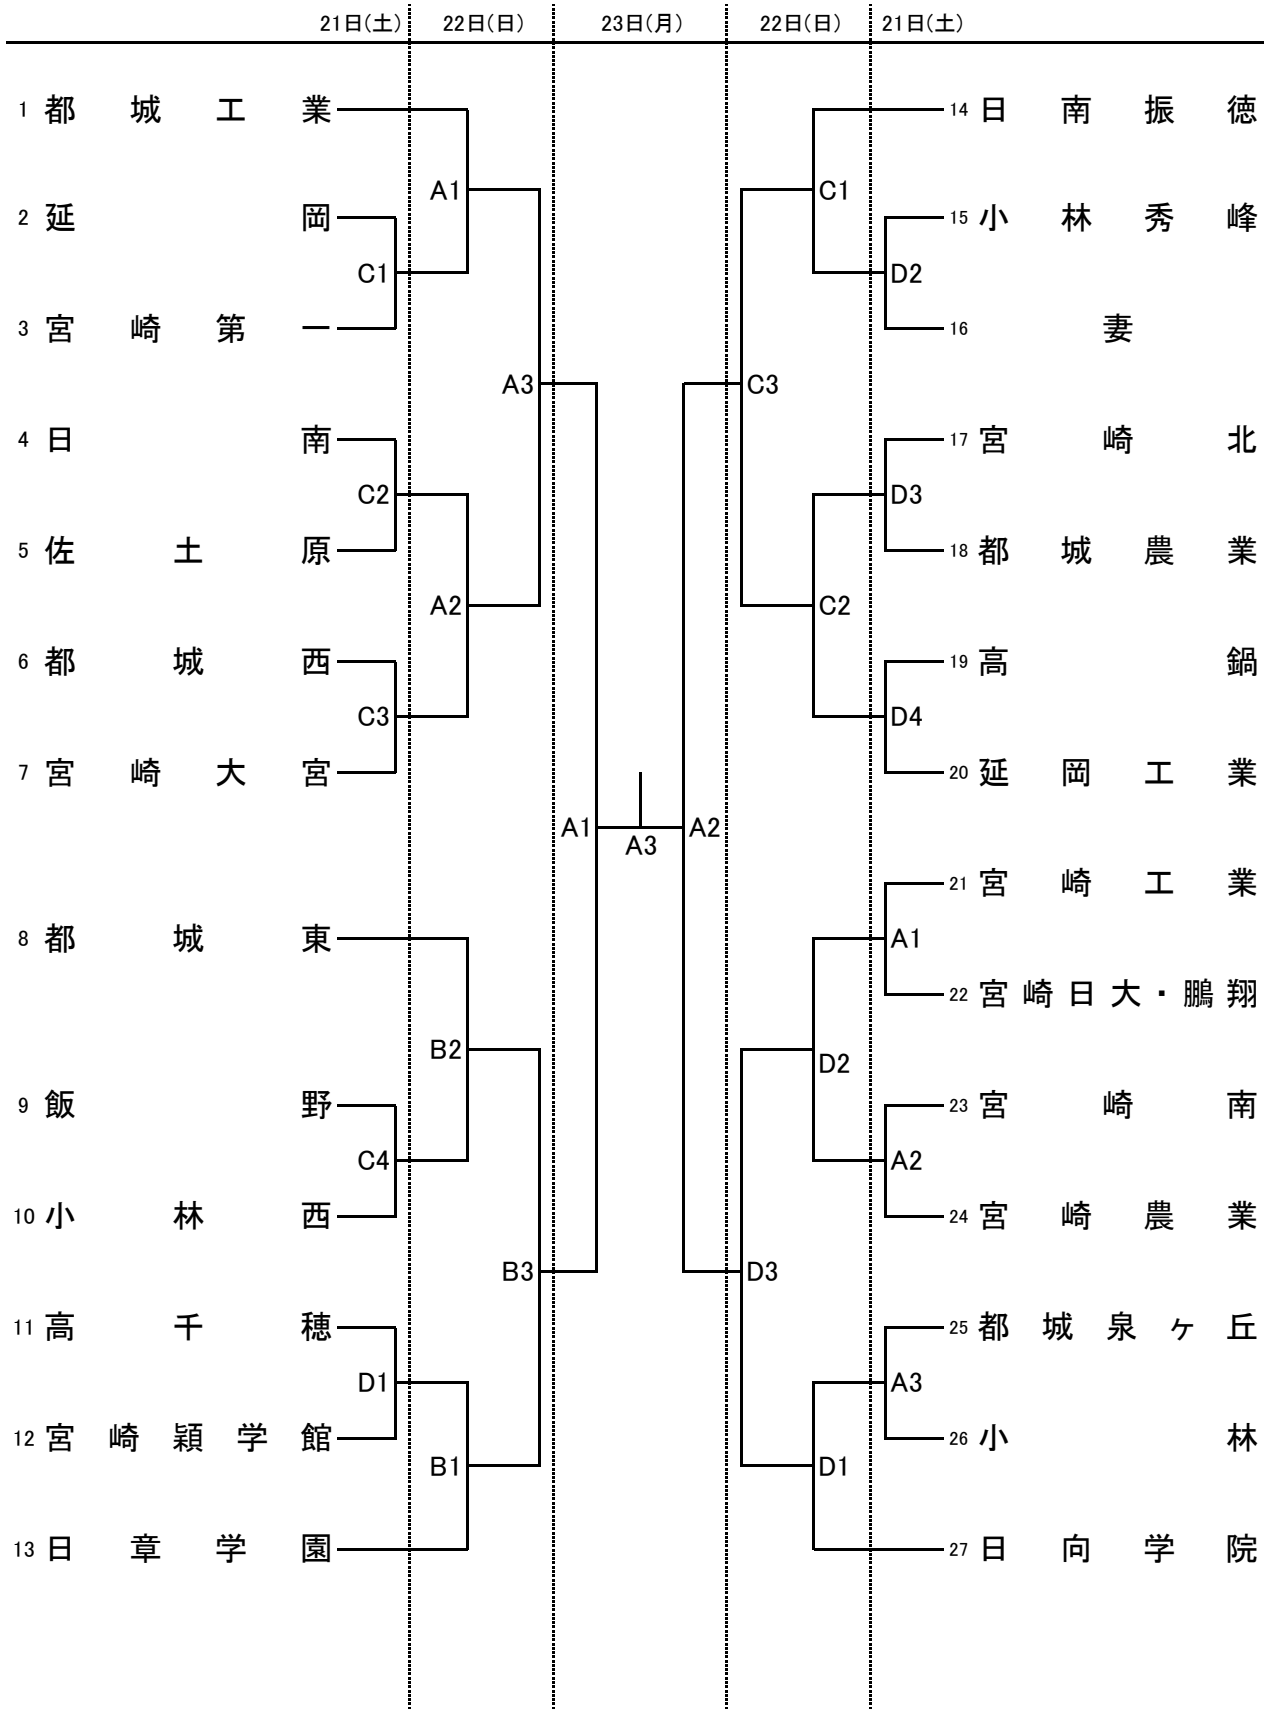 21日(土) 22日(日) 23日(月) 22日(日) 21日(土)
1 都城工業 14 日南振徳
A1 C1
2 延岡 15 小林秀峰
C1 D2
3 宮崎第一 16 妻
A3 C3
4 日南 17 宮崎北
C2 D3
5 佐土原 18 都城農業
A2 C2
6 都城西 19 高鍋
C3 D4
7 宮崎大宮 20 延岡工業
A1 A3 A2
21 宮崎工業
8 都城東 A1
22 宮崎日大・鵬翔
B2 D2
9 飯野 23 宮崎南
C4 A2
10 小林西 24 宮崎農業
B3 D3
11 高千穂 25 都城泉ヶ丘
D1 A3
12 宮崎穎学館 26 小林
B1 D1
13 日章学園 27 日向学院